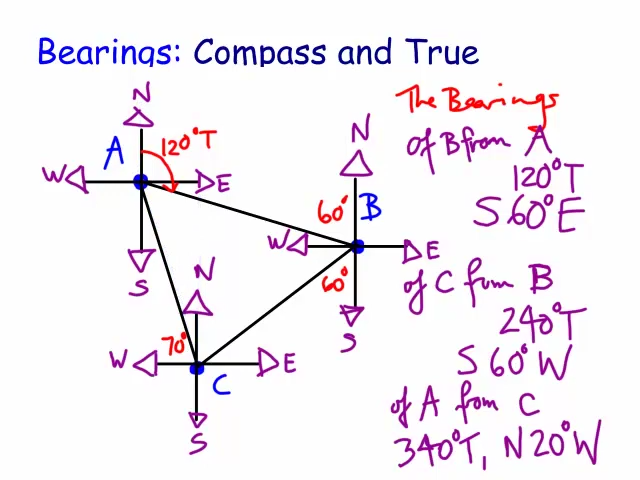 Bearings: Compass and True
N
A
120°T
W
E
S
N
60°
B
W
E
60°
S
N
70°
W
E
C
S
The Bearings
of B from A
120°T
S 60° E
of C from B
240°T
S 60° W
of A from C
340°T, N 20° W